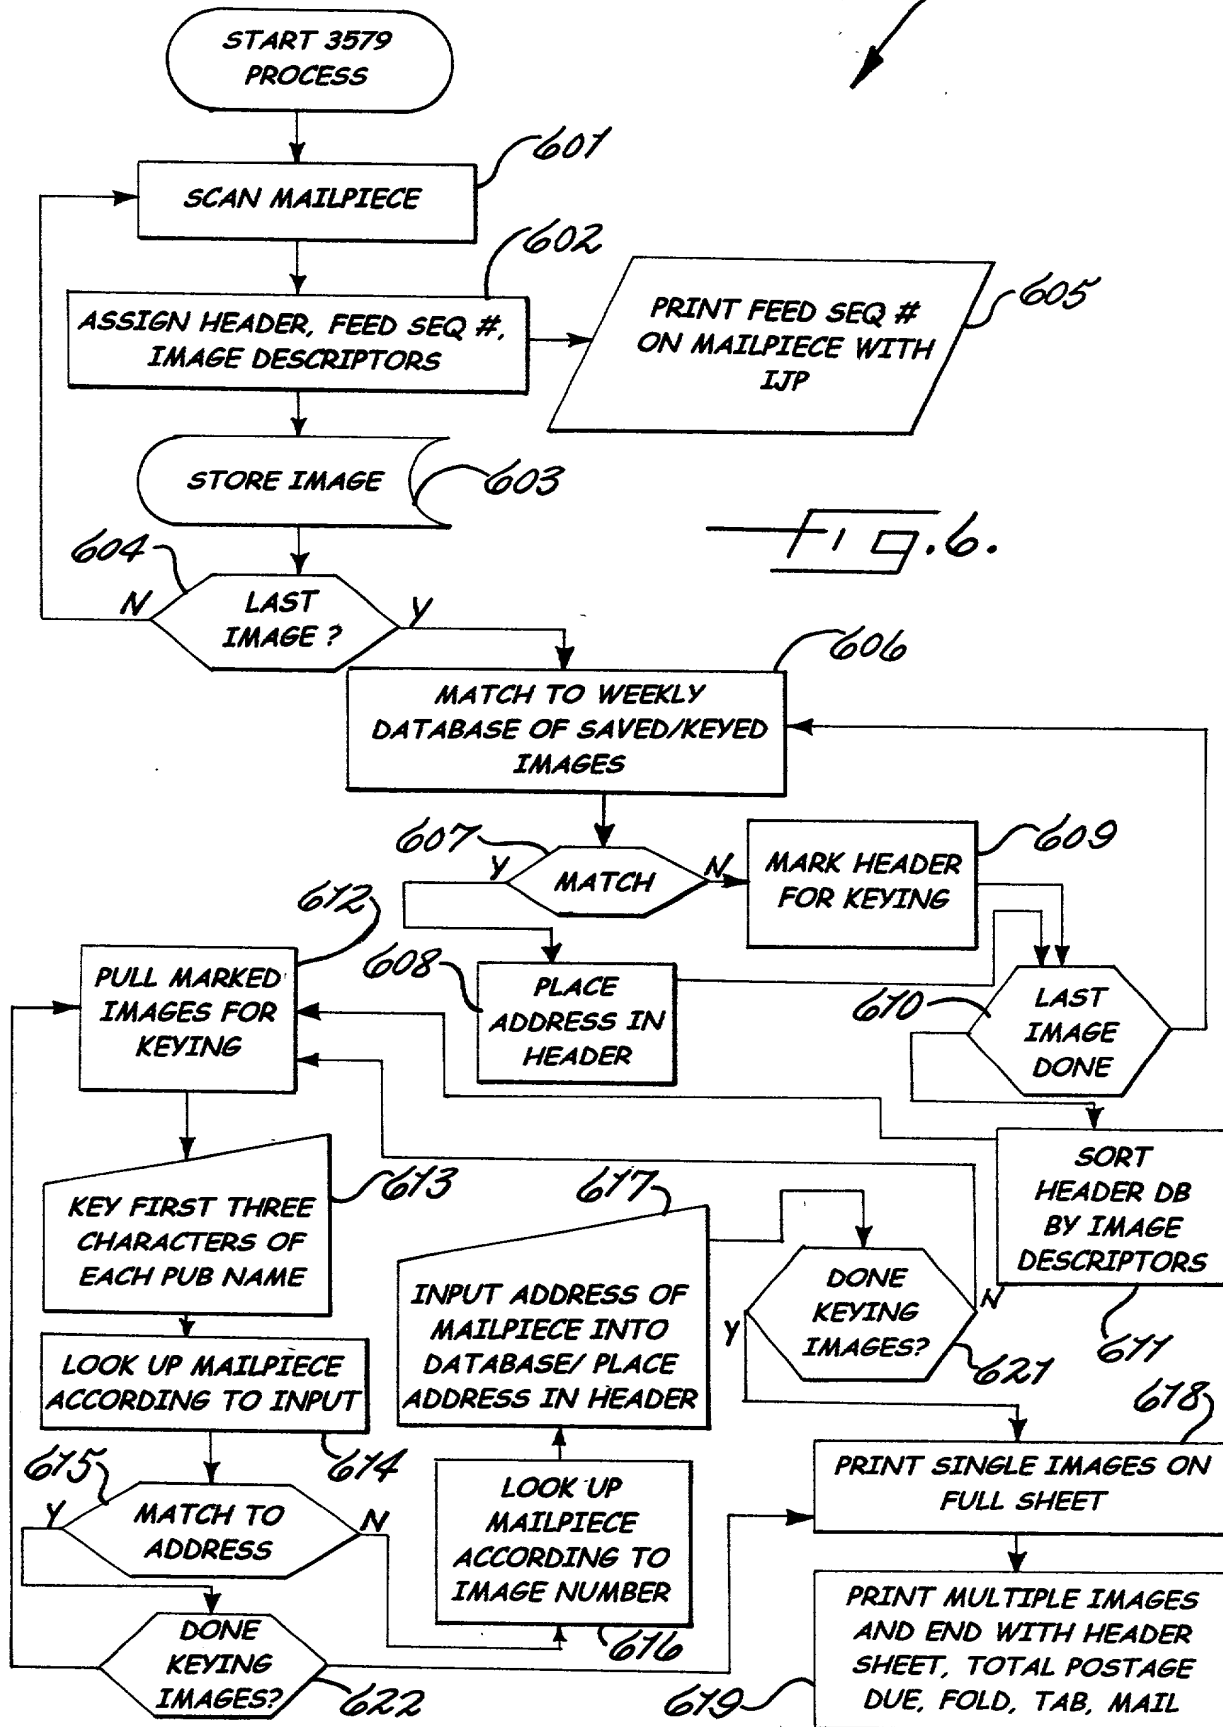 START 3579
PROCESS
601
SCAN MAILPIECE
602
ASSIGN HEADER, FEED SEQ #,
IMAGE DESCRIPTORS
605
PRINT FEED SEQ #
ON MAILPIECE WITH
IJP
STORE IMAGE
603
Fig. 6.
604
N
LAST
IMAGE ?
Y
606
MATCH TO WEEKLY
DATABASE OF SAVED/KEYED
IMAGES
607
Y
MATCH
N
609
MARK HEADER
FOR KEYING
612
PULL MARKED
IMAGES FOR
KEYING
608
PLACE
ADDRESS IN
HEADER
610
LAST
IMAGE
DONE
613
KEY FIRST THREE
CHARACTERS OF
EACH PUB NAME
617
INPUT ADDRESS OF
MAILPIECE INTO
DATABASE/ PLACE
ADDRESS IN HEADER
DONE
KEYING
IMAGES?
Y
N
621
SORT
HEADER DB
BY IMAGE
DESCRIPTORS
611
LOOK UP MAILPIECE
ACCORDING TO INPUT
614
615
Y
MATCH TO
ADDRESS
N
LOOK UP
MAILPIECE
ACCORDING TO
IMAGE NUMBER
616
618
PRINT SINGLE IMAGES ON
FULL SHEET
DONE
KEYING
IMAGES?
622
619
PRINT MULTIPLE IMAGES
AND END WITH HEADER
SHEET, TOTAL POSTAGE
DUE, FOLD, TAB, MAIL